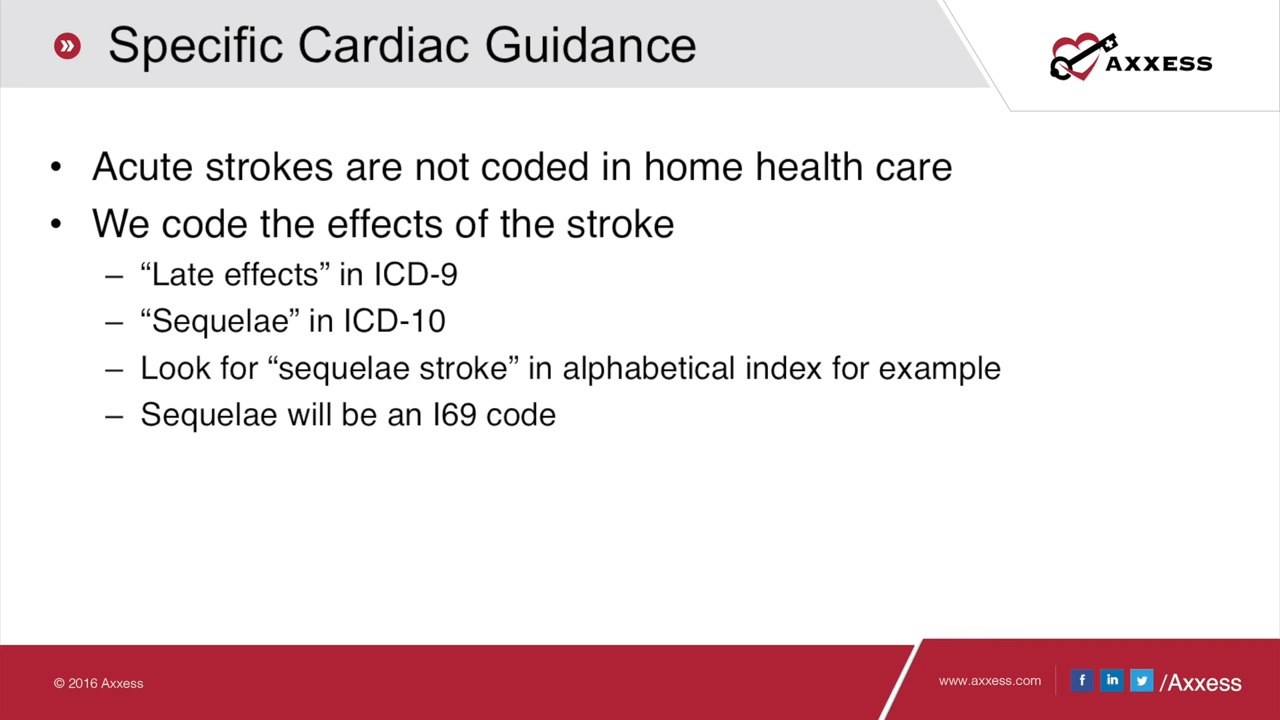 Specific Cardiac Guidance
AXXESS
• Acute strokes are not coded in home health care
• We code the effects of the stroke
– “Late effects” in ICD-9
– “Sequelae” in ICD-10
– Look for “sequelae stroke” in alphabetical index for example
– Sequelae will be an I69 code
© 2016 Axxess
www.axxess.com
/Axxess